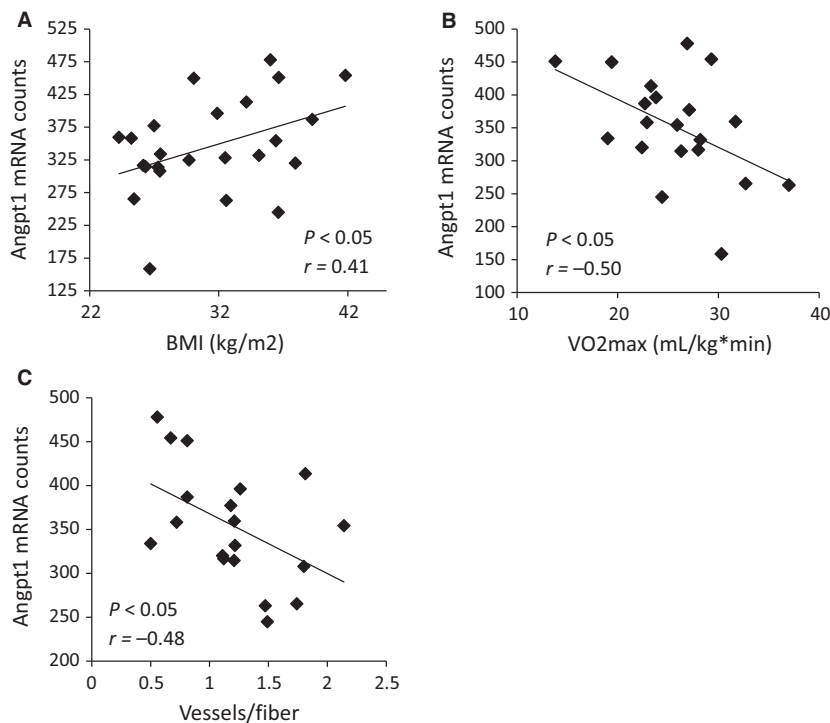 A
525
475
425
375
325
275
225
175
125
22
32
42
Angpt1 mRNA counts
BMI (kg/m2)
P < 0.05
r = 0.41
B
500
450
400
350
300
250
200
150
100
10
20
30
40
Angpt1 mRNA counts
VO2max (mL/kg*min)
P < 0.05
r = –0.50
C
500
450
400
350
300
250
200
0
0.5
1
1.5
2
2.5
Angpt1 mRNA counts
Vessels/fiber
P < 0.05
r = –0.48